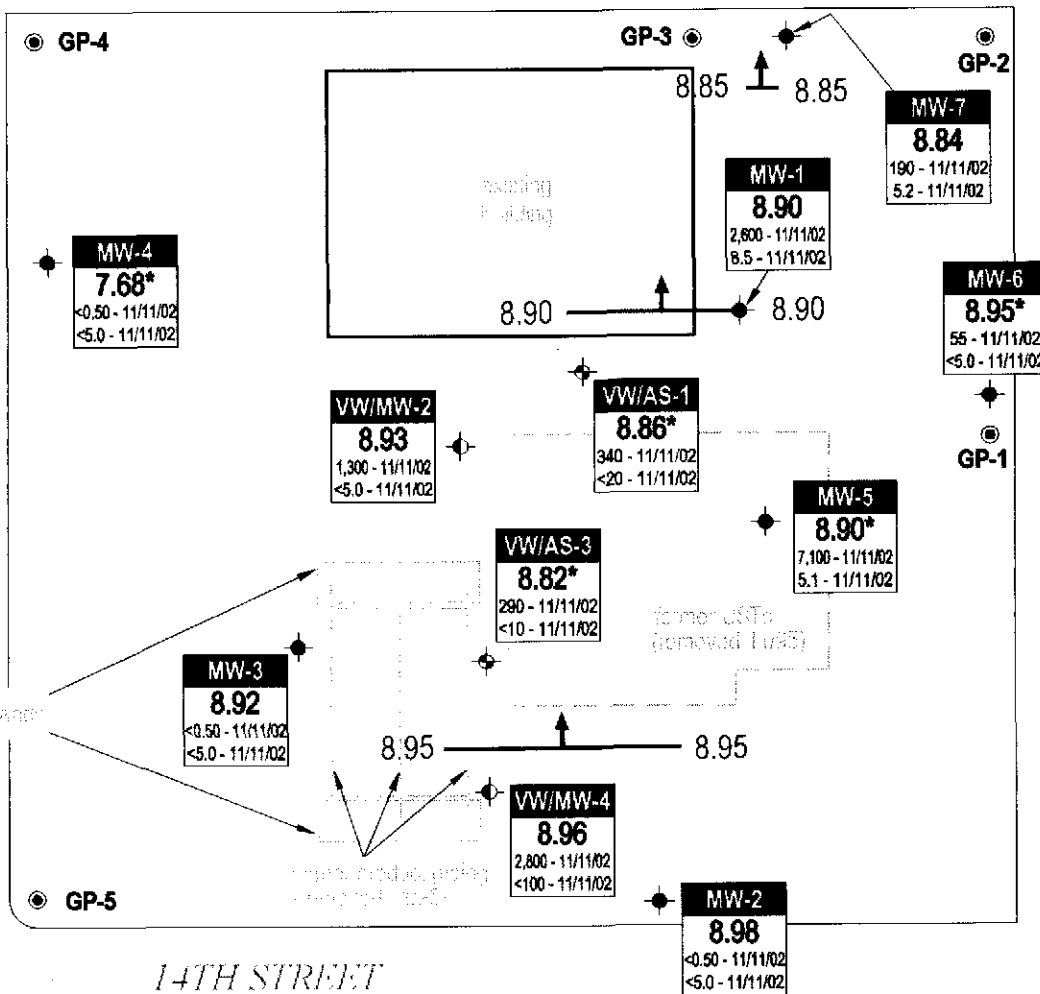 GP-4
GP-3
GP-2
8.85
8.85
MW-7
8.84
190 - 11/11/02
5.2 - 11/11/02
MW-1
8.90
2,600 - 11/11/02
8.5 - 11/11/02
existing
building
MW-4
7.68*
<0.50 - 11/11/02
<5.0 - 11/11/02
8.90
8.90
MW-6
8.95*
55 - 11/11/02
<5.0 - 11/11/02
VW/MW-2
8.93
1,300 - 11/11/02
<5.0 - 11/11/02
VW/AS-1
8.86*
340 - 11/11/02
<20 - 11/11/02
GP-1
MW-5
8.90*
7,100 - 11/11/02
5.1 - 11/11/02
VW/AS-3
8.82*
290 - 11/11/02
<10 - 11/11/02
former USTs
(removed
MW-3
8.92
<0.50 - 11/11/02
<5.0 - 11/11/02
8.95
8.95
VW/MW-4
8.96
2,800 - 11/11/02
<100 - 11/11/02
GP-5
MW-2
8.98
<0.50 - 11/11/02
<5.0 - 11/11/02
14TH STREET